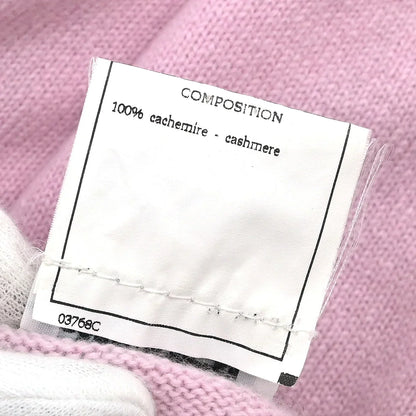 COMPOSITION
100% cachemire - cashmere
03768C